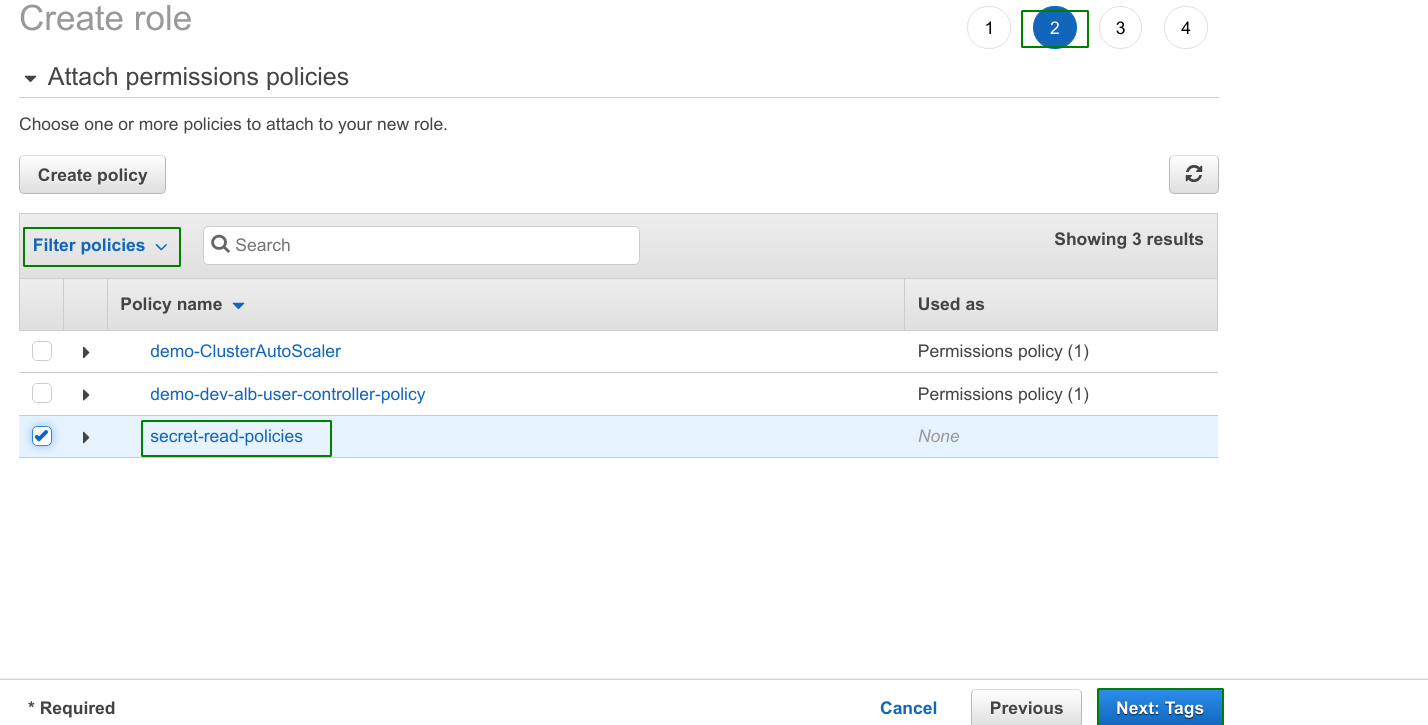 Create role
1 2 3 4
Attach permissions policies
Choose one or more policies to attach to your new role.
Create policy
Filter policies Search Showing 3 results
Policy name Used as
demo-ClusterAutoScaler Permissions policy (1)
demo-dev-alb-user-controller-policy Permissions policy (1)
secret-read-policies None
* Required Cancel Previous Next: Tags